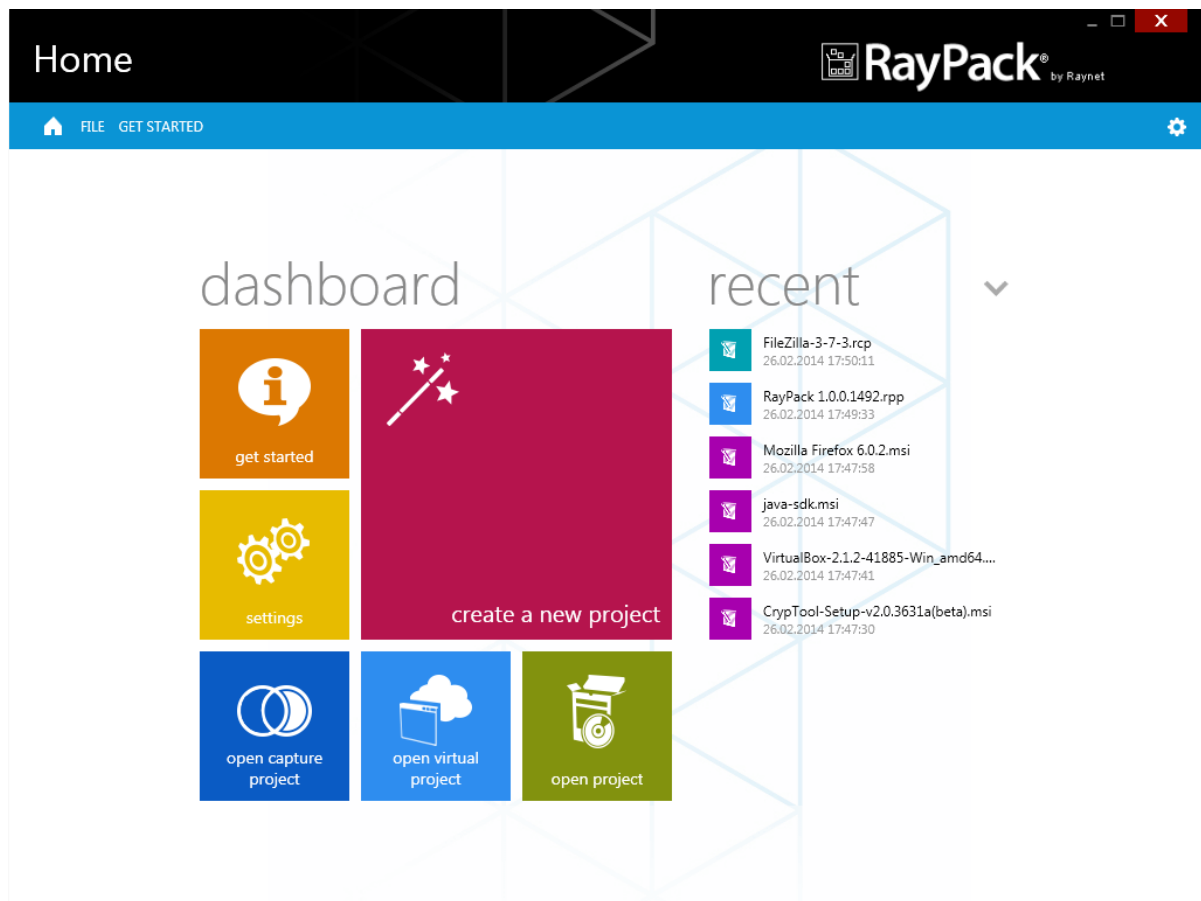 Home
RayPack® by Raynet
FILE GET STARTED
dashboard
get started
create a new project
settings
open capture
project
open virtual
project
open project
recent
FileZilla-3-7-3.rcp
26.02.2014 17:50:11
RayPack 1.0.0.1492.rpp
26.02.2014 17:49:33
Mozilla Firefox 6.0.2.msi
26.02.2014 17:47:58
java-sdk.msi
26.02.2014 17:47:47
VirtualBox-2.1.2-41885-Win_amd64....
26.02.2014 17:47:41
CrypTool-Setup-v2.0.3631a(beta).msi
26.02.2014 17:47:30